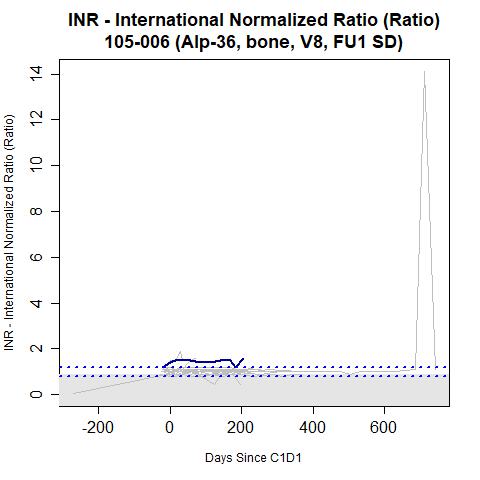 INR - International Normalized Ratio (Ratio)
105-006 (Alp-36, bone, V8, FU1 SD)
INR - International Normalized Ratio (Ratio)
14
12
10
8
6
4
2
0
-200 0 200 400 600
Days Since C1D1